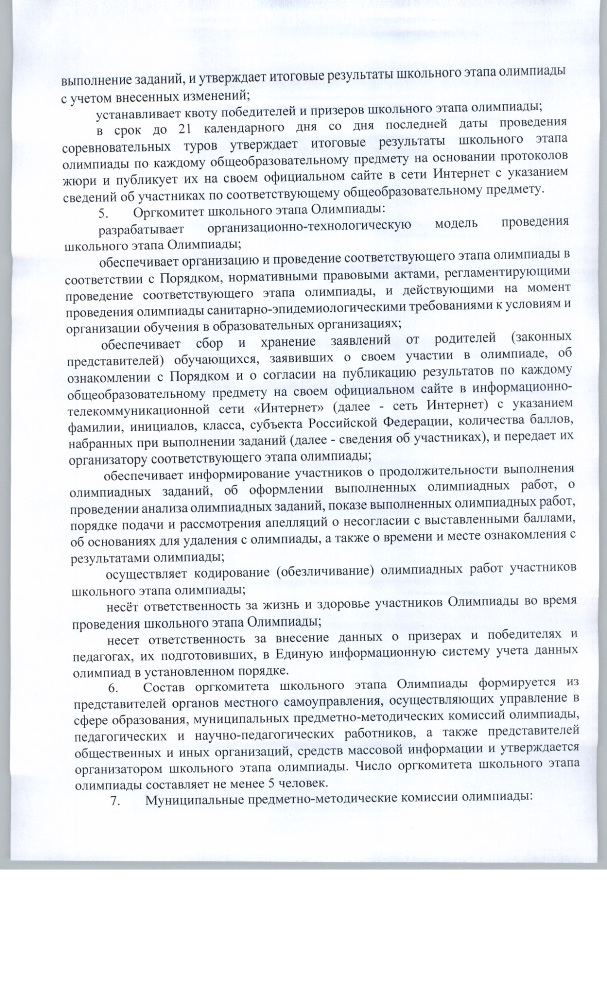 выполнение заданий, и утверждает итоговые результаты школьного этапа олимпиады
с учетом внесенных изменений;
устанавливает квоту победителей и призеров школьного этапа олимпиады;
в срок до 21 календарного дня со дня последней даты проведения
соревновательных туров утверждает итоговые результаты школьного этапа
олимпиады по каждому общеобразовательному предмету на основании протоколов
жюри и публикует их на своем официальном сайте в сети Интернет с указанием
сведений об участниках по соответствующему общеобразовательному предмету.
5. Оргкомитет школьного этапа Олимпиады:
разрабатывает организационно-технологическую модель проведения
школьного этапа Олимпиады;
обеспечивает организацию и проведение соответствующего этапа олимпиады в
соответствии с Порядком, нормативными правовыми актами, регламентирующими
проведение соответствующего этапа олимпиады, и действующими на момент
проведения олимпиады санитарно-эпидемиологическими требованиями к условиям и
организации обучения в образовательных организациях;
обеспечивает сбор и хранение заявлений от родителей (законных
представителей) обучающихся, заявивших о своем участии в олимпиаде, об
ознакомлении с Порядком и о согласии на публикацию результатов по каждому
общеобразовательному предмету на своем официальном сайте в информационно-
телекоммуникационной сети «Интернет» (далее - сеть Интернет) с указанием
фамилии, инициалов, класса, субъекта Российской Федерации, количества баллов,
набранных при выполнении заданий (далее - сведения об участниках), и передает их
организатору соответствующего этапа олимпиады;
обеспечивает информирование участников о продолжительности выполнения
олимпиадных заданий, об оформлении выполненных олимпиадных работ, о
проведении анализа олимпиадных заданий, показе выполненных олимпиадных работ,
порядке подачи и рассмотрения апелляций о несогласии с выставленными баллами,
об основаниях для удаления с олимпиады, а также о времени и месте ознакомления с
результатами олимпиады;
осуществляет кодирование (обезличивание) олимпиадных работ участников
школьного этапа олимпиады;
несёт ответственность за жизнь и здоровье участников Олимпиады во время
проведения школьного этапа Олимпиады;
несет ответственность за внесение данных о призерах и победителях и
педагогах, их подготовивших, в Единую информационную систему учета данных
олимпиад в установленном порядке.
6. Состав оргкомитета школьного этапа Олимпиады формируется из
представителей органов местного самоуправления, осуществляющих управление в
сфере образования, муниципальных предметно-методических комиссий олимпиады,
педагогических и научно-педагогических работников, а также представителей
общественных и иных организаций, средств массовой информации и утверждается
организатором школьного этапа олимпиады. Число оргкомитета школьного этапа
олимпиады составляет не менее 5 человек.
7. Муниципальные предметно-методические комиссии олимпиады: